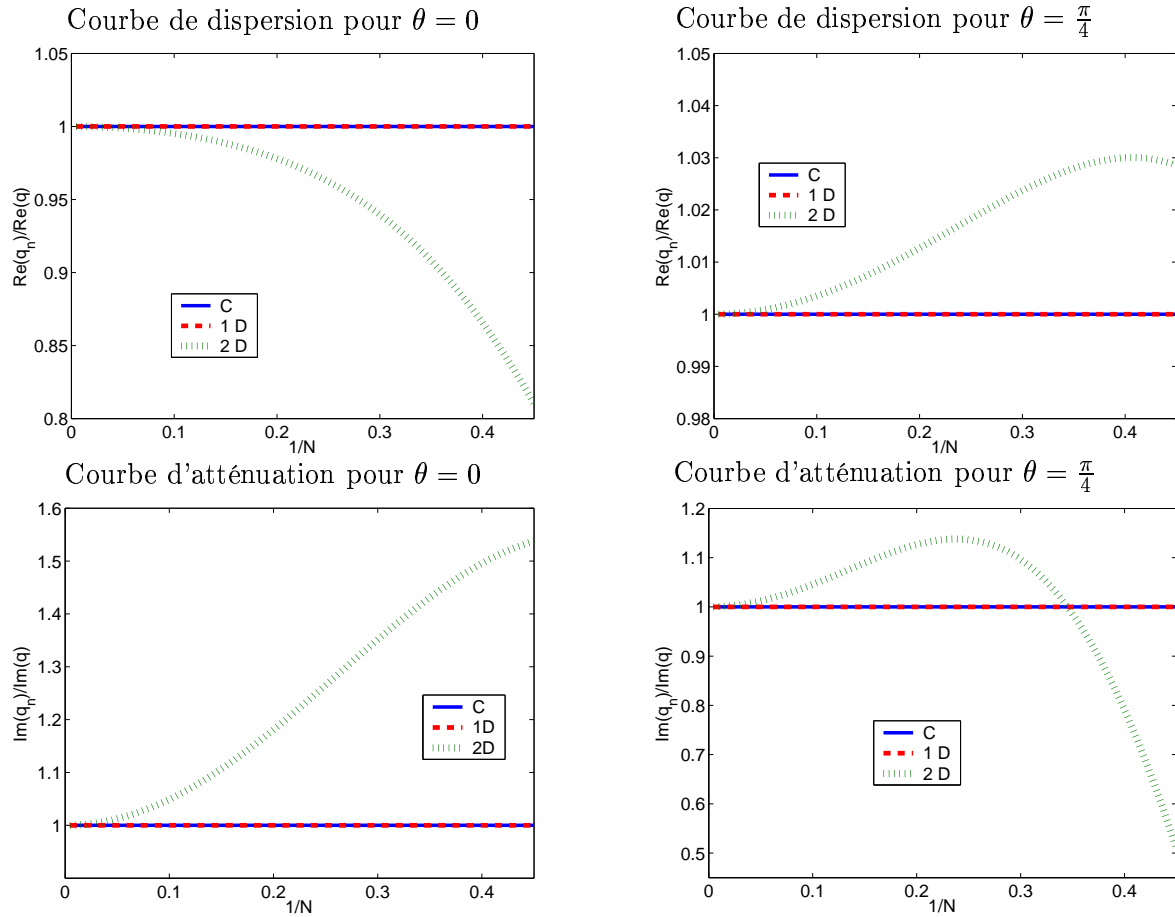 Courbe de dispersion pour θ = 0
1.05
1
0.95
0.9
0.85
0.8
Re(q_n)/Re(q)
C
1 D
2 D
0 0.1 0.2 0.3 0.4
1/N
Courbe de dispersion pour θ = π/4
1.05
1.04
1.03
1.02
1.01
1
0.99
0.98
Re(q_n)/Re(q)
C
1 D
2 D
0 0.1 0.2 0.3 0.4
1/N
Courbe d'atténuation pour θ = 0
1.6
1.5
1.4
1.3
1.2
1.1
1
Im(q_n)/Im(q)
C
1D
2D
0 0.1 0.2 0.3 0.4
1/N
Courbe d'atténuation pour θ = π/4
1.2
1.1
1
0.9
0.8
0.7
0.6
0.5
Im(q_n)/Im(q)
C
1 D
2 D
0 0.1 0.2 0.3 0.4
1/N